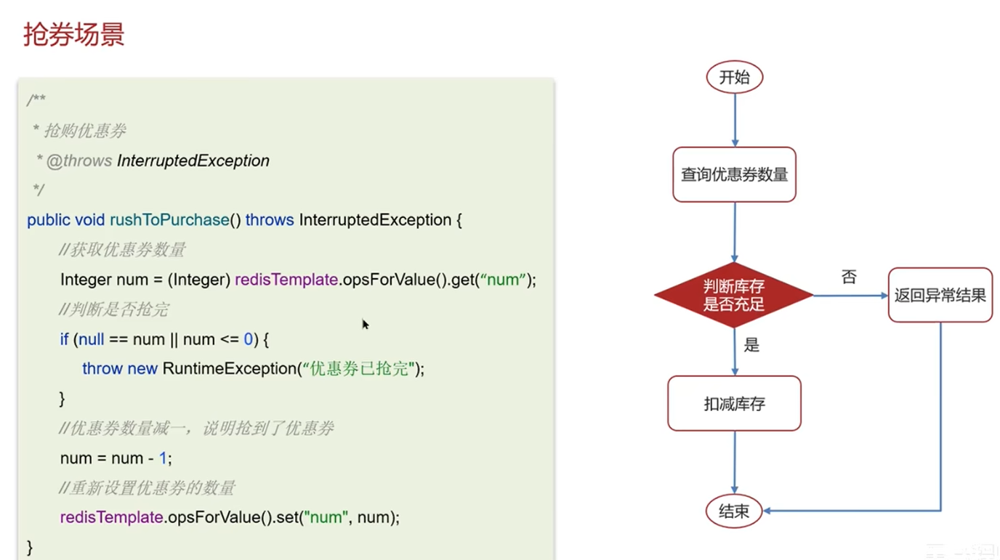 抢券场景
/**
* 抢购优惠券
* @throws InterruptedException
*/
public void rushToPurchase() throws InterruptedException {
//获取优惠券数量
Integer num = (Integer) redisTemplate.opsForValue().get(“num”);
//判断是否抢完
if (null == num || num <= 0) {
throw new RuntimeException(“优惠券已抢完");
}
//优惠券数量减一，说明抢到了优惠券
num = num - 1;
//重新设置优惠券的数量
redisTemplate.opsForValue().set("num", num);
}
开始
查询优惠券数量
判断库存
是否充足
否
返回异常结果
是
扣减库存
结束